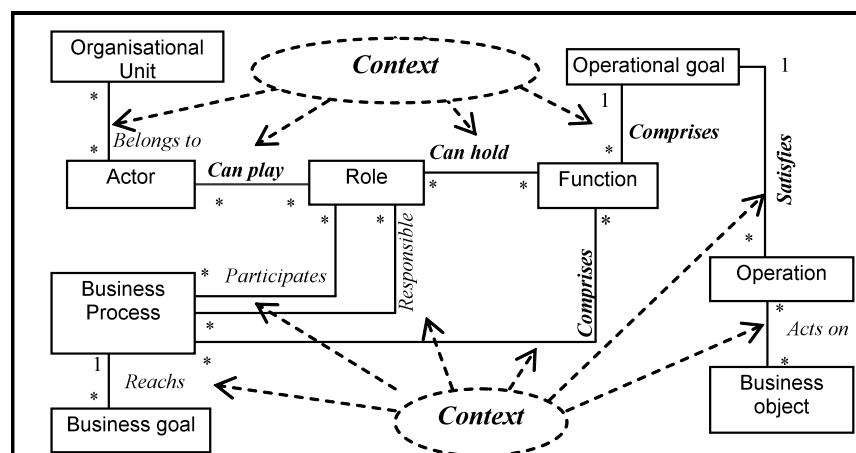 Organisational
Unit
Context
Operational goal
1
1
*
Belongs to
*
Comprises
*
Actor
Can play
*
*
Role
Can hold
*
*
Function
Satisfies
*
*
*
*
Responsible
Comprises
*
Participates
Business
Process
*
*
Operation
*
Acts on
*
1
Reachs
*
Context
Business
object
Business goal